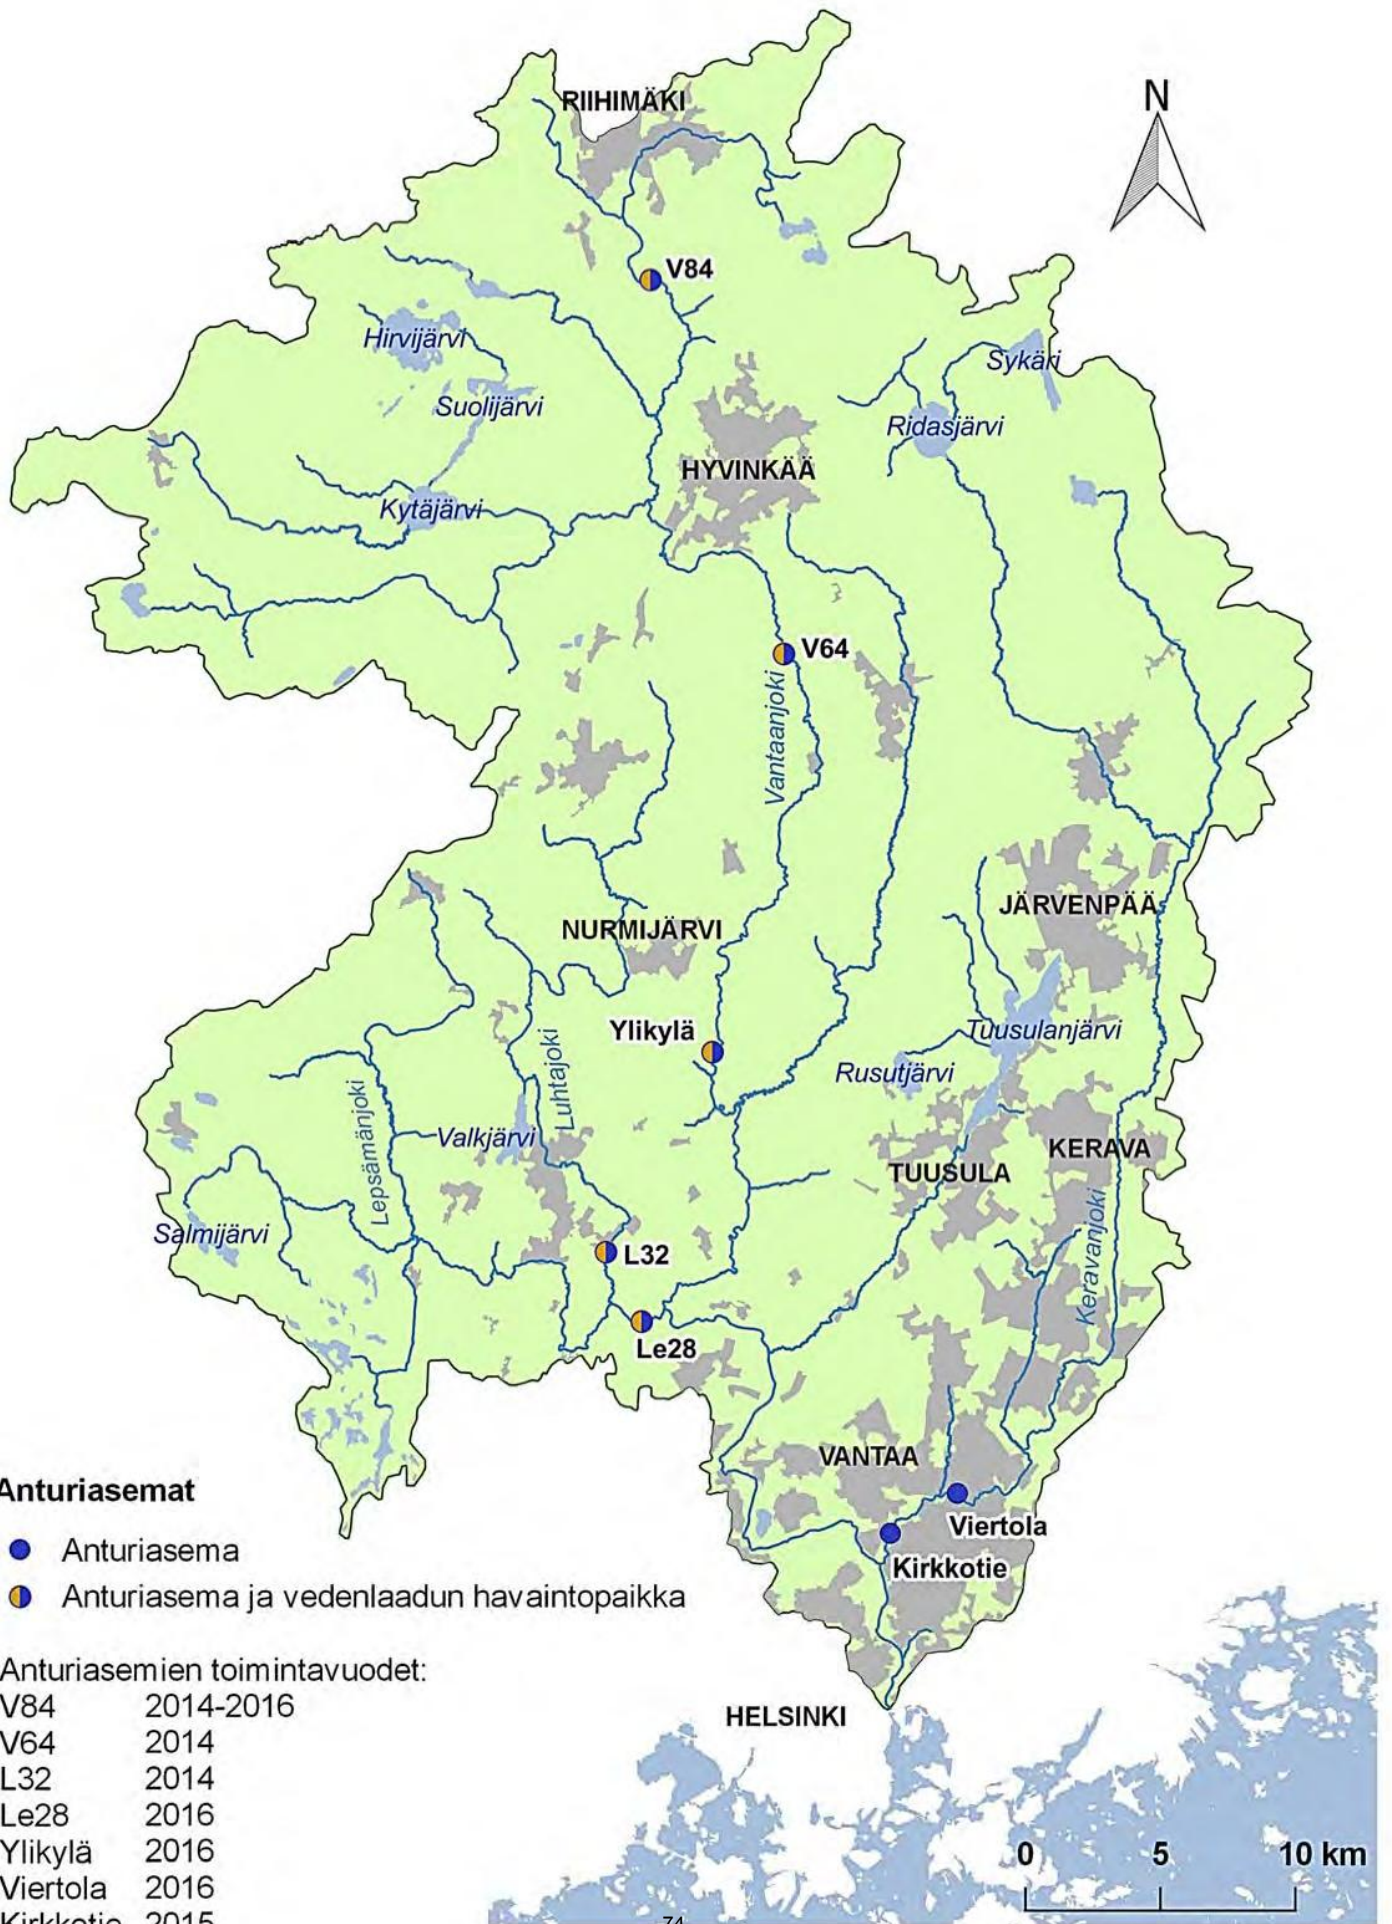 RIIHIMÄKI
N
V84
Hirvijärvi
Sykäri
Suolijärvi
Ridasjärvi
HYVINKÄÄ
Kytäjärvi
V64
Vantaanjoki
JÄRVENPÄÄ
NURMIJÄRVI
Ylikylä
Tuusulanjärvi
Luhtajoki
Rusutjärvi
Lepsämänjoki
Valkjärvi
KERAVA
TUUSULA
Salmijärvi
Keravanjoki
L32
Le28
VANTAA
Viertola
Kirkkotie
HELSINKI
Anturiasemat
Anturiasema
Anturiasema ja vedenlaadun havaintopaikka
Anturiasemien toimintavuodet:
V84 2014-2016
V64 2014
L32 2014
Le28 2016
Ylikylä 2016
Viertola 2016
Kirkkotie 2015
0 5 10 km
74